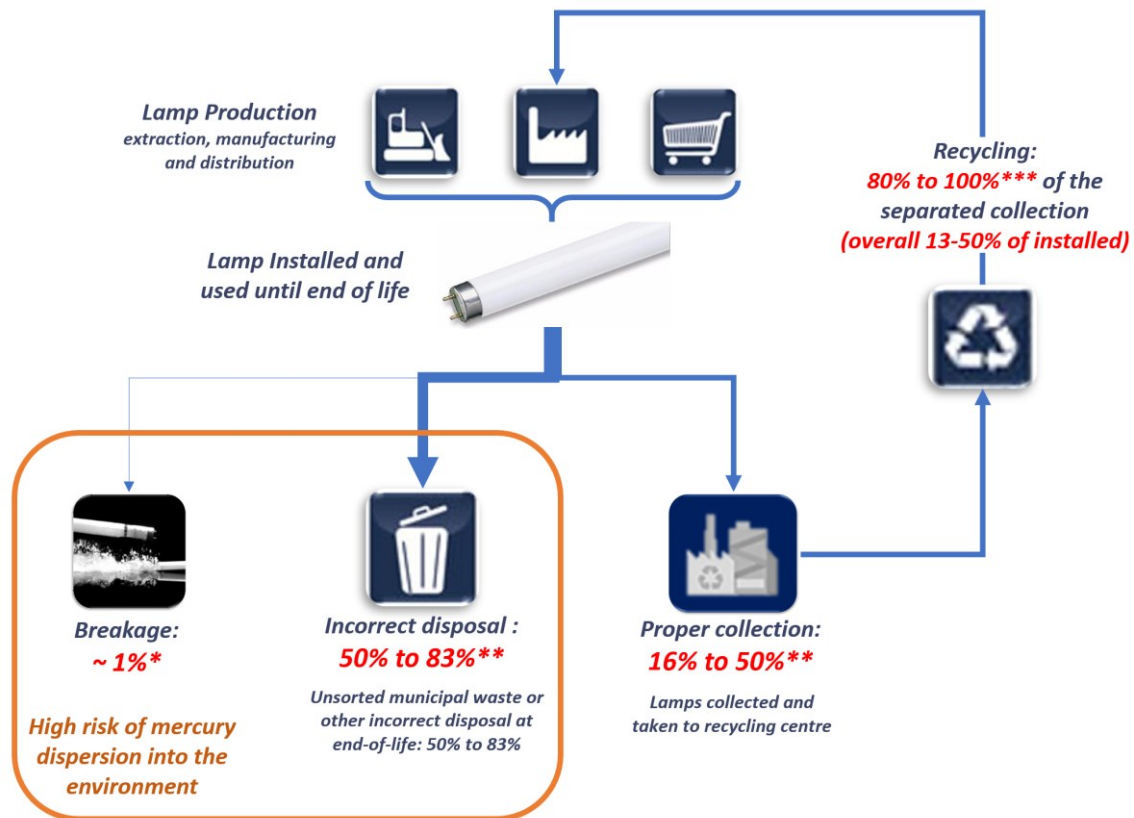 Lamp Production
extraction, manufacturing
and distribution
Recycling:
80% to 100%*** of the
separated collection
(overall 13-50% of installed)
Lamp Installed and
used until end of life
Breakage:
~ 1%*
High risk of mercury
dispersion into the
environment
Incorrect disposal :
50% to 83%**
Unsorted municipal waste or
other incorrect disposal at
end-of-life: 50% to 83%
Proper collection:
16% to 50%**
Lamps collected and
taken to recycling centre